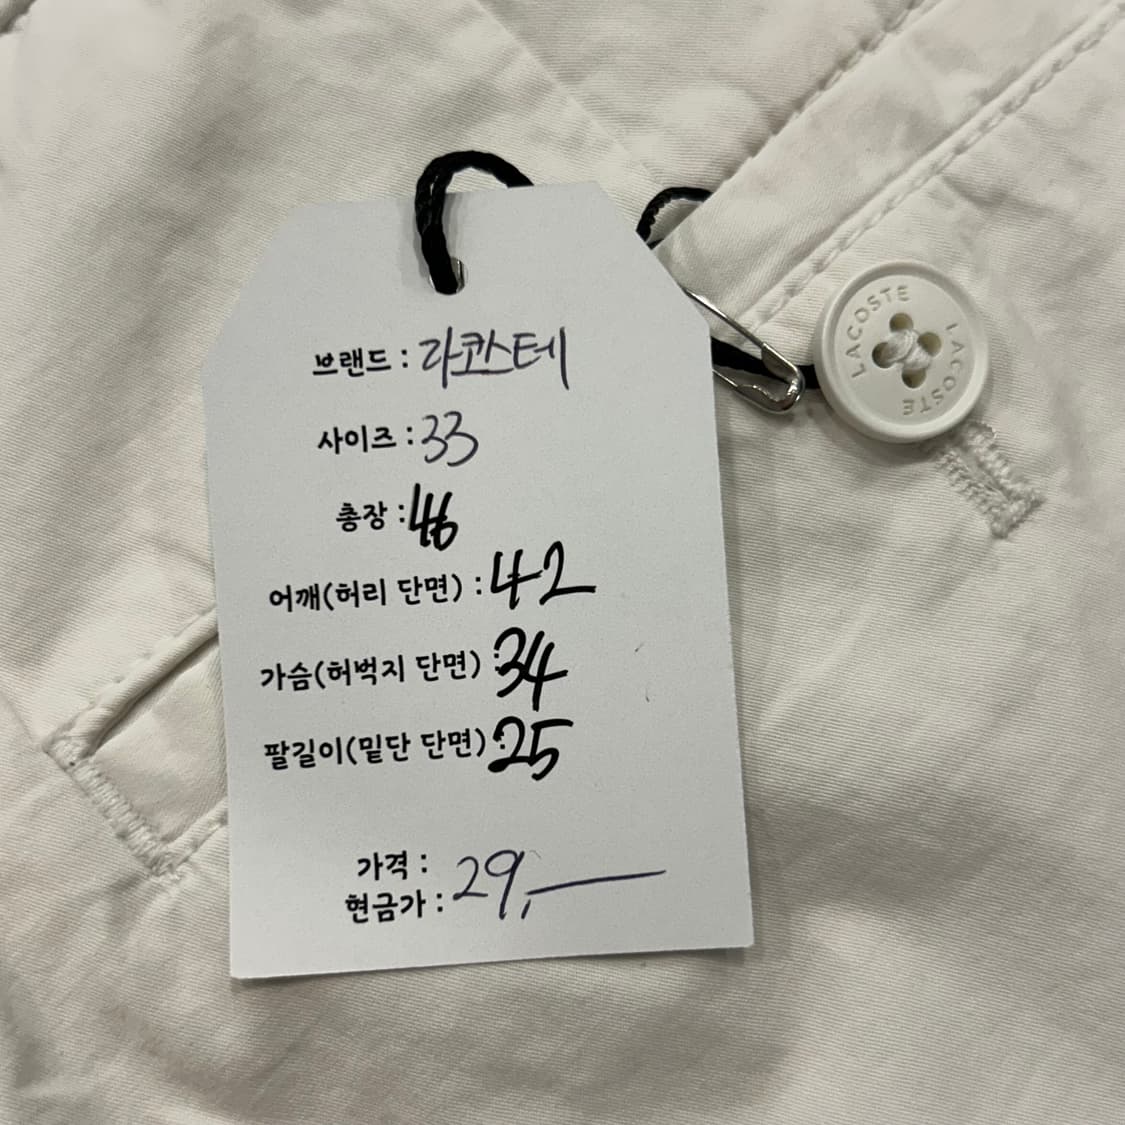 브랜드 : 라코스테
사이즈 : 33
총장 : 46
어깨(허리 단면) : 42
가슴(허벅지 단면) : 34
팔길이(밑단 단면) : 25
가격 :
현금가 : 29,—
LACOSTE LACOSTE